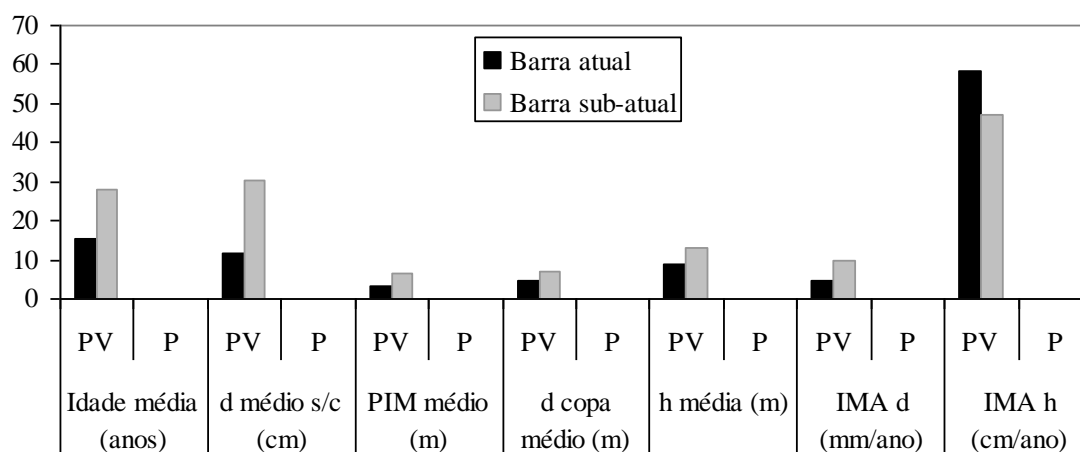 70
60
50
40
30
20
10
0
Barra atual
Barra sub-atual
PV P PV P PV P PV P PV P PV P PV P
Idade média (anos)
d médio s/c (cm)
PIM médio (m)
d copa médio (m)
h média (m)
IMA d (mm/ano)
IMA h (cm/ano)